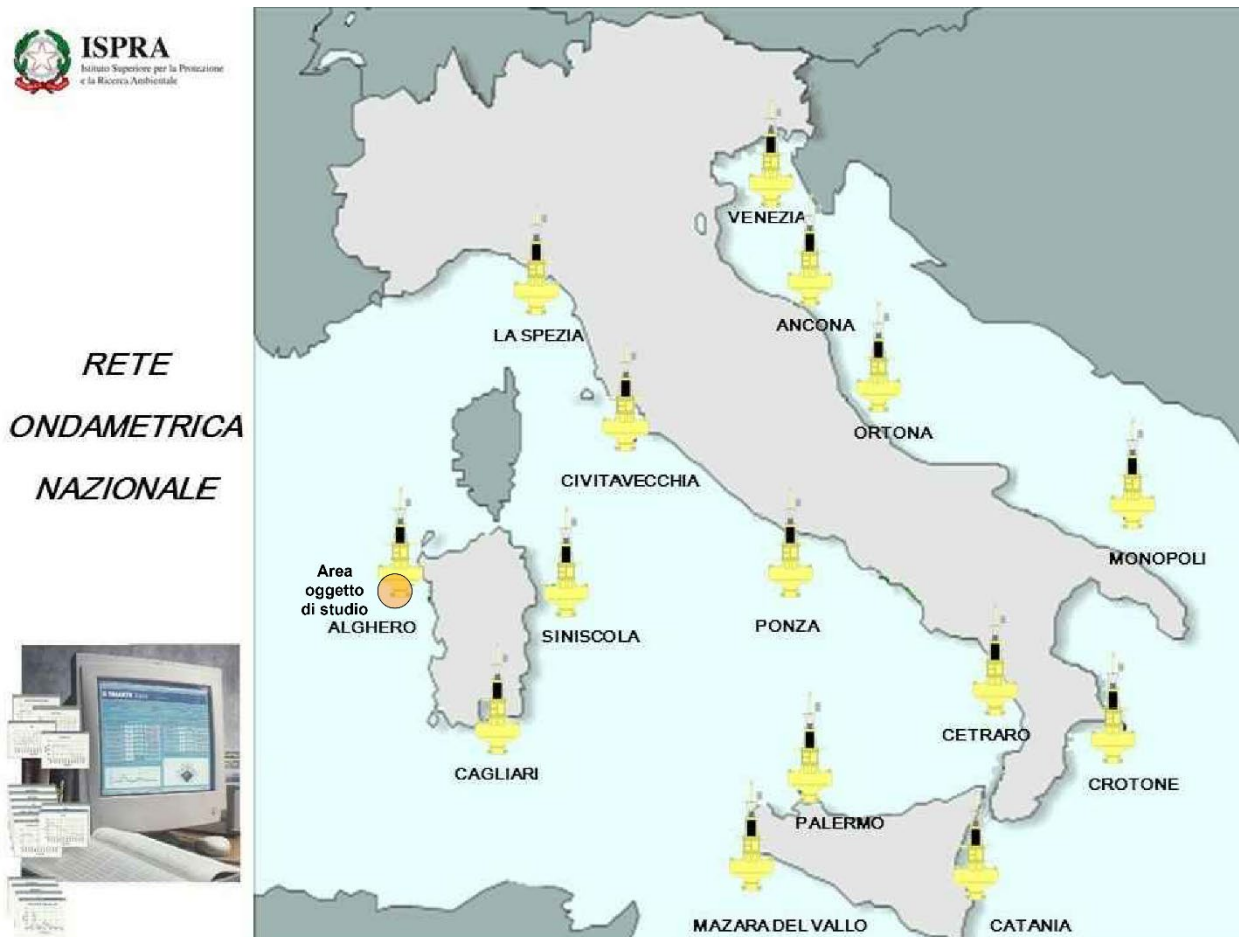 ISPRA
Istituto Superiore per la Protezione
e la Ricerca Ambientale
RETE
ONDAMETRICA
NAZIONALE
VENEZIA
ANCONA
LA SPEZIA
ORTONA
CIVITAVECCHIA
MONOPOLI
Area
oggetto
di studio
ALGHERO
SINISCOLA
PONZA
CETRARO
CROTONE
CAGLIARI
PALERMO
MAZARA DEL VALLO
CATANIA